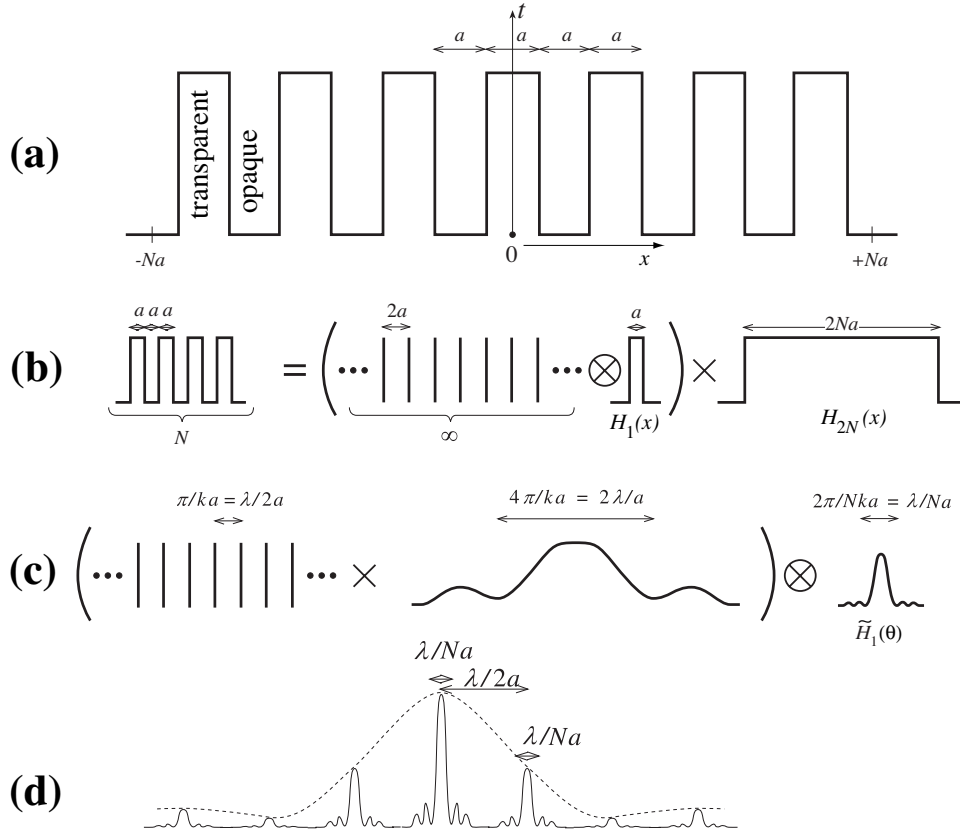 t
a a a a
(a)
transparent
opaque
-Na 0 x +Na
a a a 2a a 2Na
(b) = ( ... ... ⊗ ) ×
N ∞ H₁(x) H₂N(x)
π/ka = λ/2a 4π/ka = 2λ/a 2π/Nka = λ/Na
(c) ( ... ... × ) ⊗
H̃₁(θ)
λ/Na
λ/2a
λ/Na
(d)